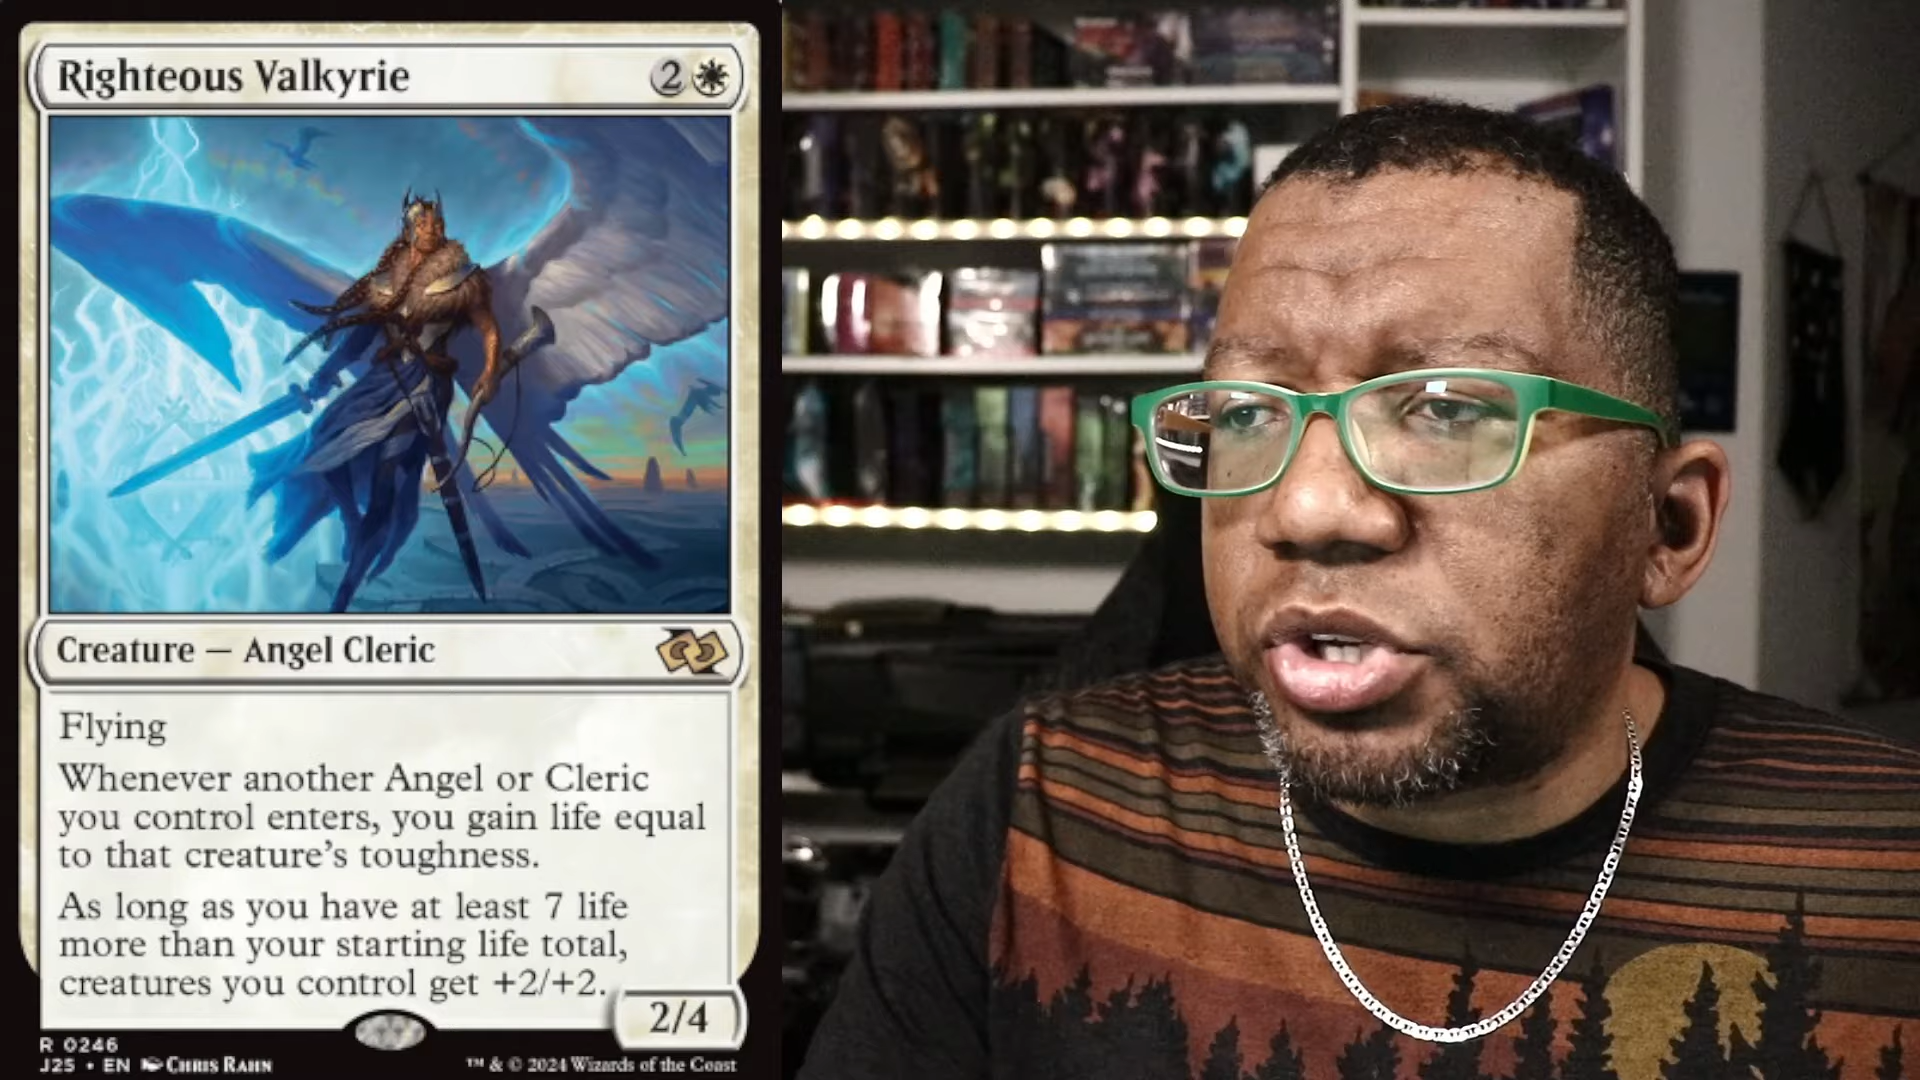 Righteous Valkyrie 2
Creature — Angel Cleric
Flying
Whenever another Angel or Cleric
you control enters, you gain life equal
to that creature's toughness.
As long as you have at least 7 life
more than your starting life total,
creatures you control get +2/+2.
2/4
R 0246
J25 • EN Chris Rahn
™ & © 2024 Wizards of the Coast